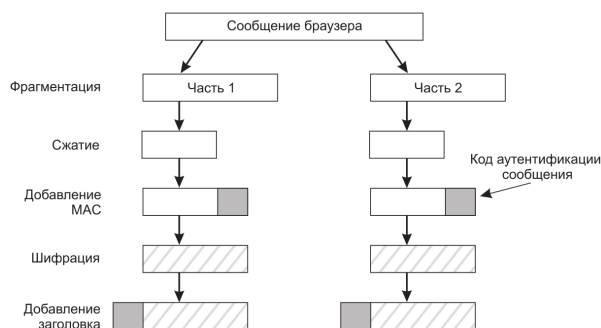 Сообщение браузера
Фрагментация
Часть 1
Часть 2
Сжатие
Код аутентификации
сообщения
Добавление
MAC
Шифрация
Добавление
заголовка